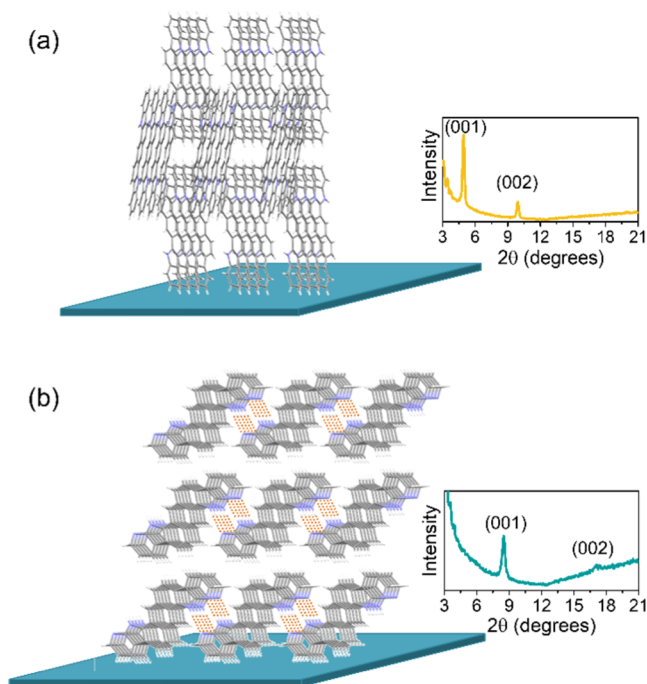 (a)
(001)
(002)
Intensity
3 6 9 12 15 18 21
2θ (degrees)
(b)
(001)
(002)
Intensity
3 6 9 12 15 18 21
2θ (degrees)